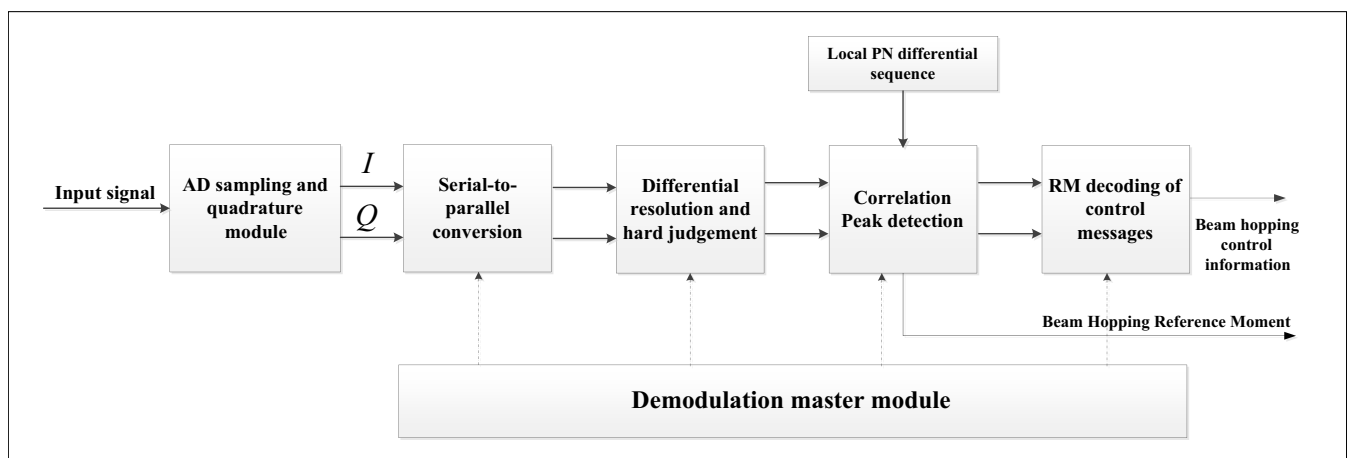 Local PN differential
sequence
Input signal
AD sampling and
quadrature
module
I
Q
Serial-to-
parallel
conversion
Differential
resolution and
hard judgement
Correlation
Peak detection
RM decoding of
control
messages
Beam hopping
control
information
Beam Hopping Reference Moment
Demodulation master module